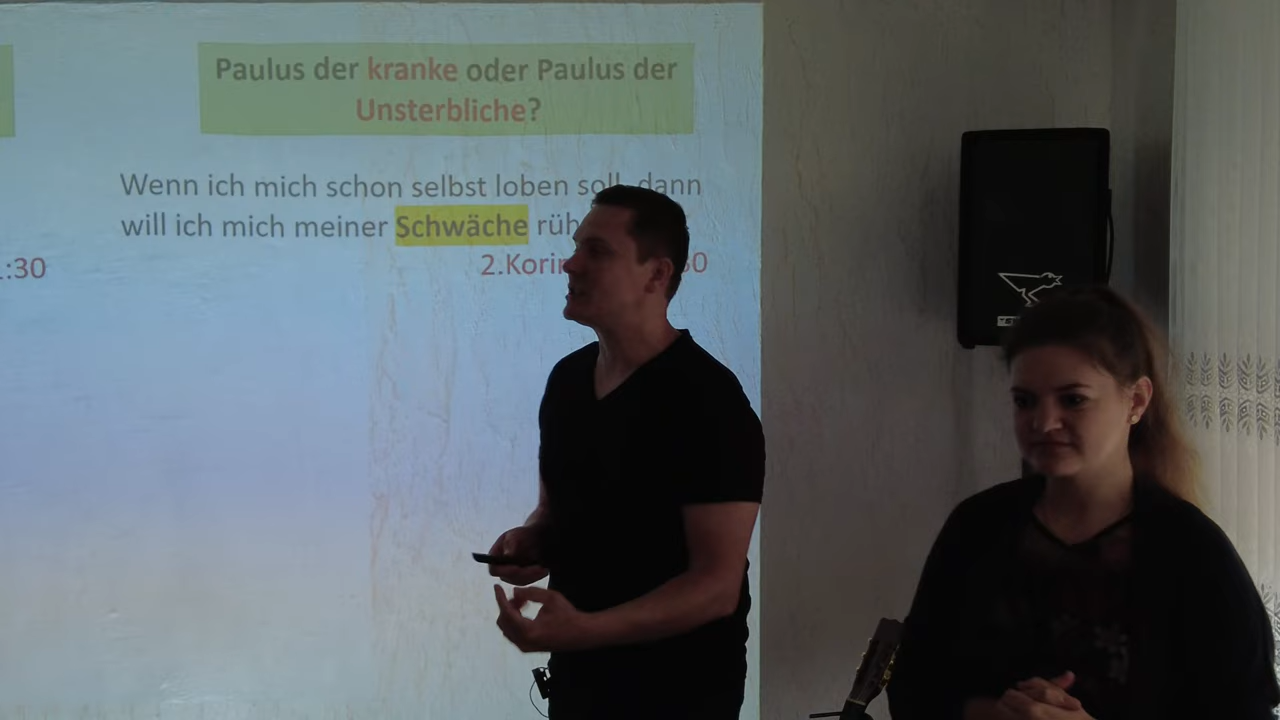 Paulus der kranke oder Paulus der
Unsterbliche?
Wenn ich mich schon selbst loben soll, dann
will ich mich meiner Schwäche
:30